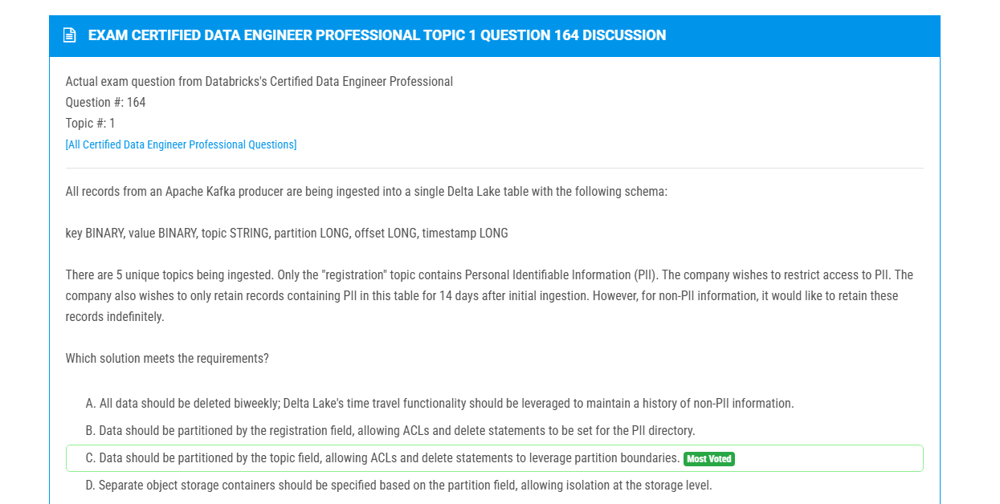 EXAM CERTIFIED DATA ENGINEER PROFESSIONAL TOPIC 1 QUESTION 164 DISCUSSION
Actual exam question from Databricks's Certified Data Engineer Professional
Question #: 164
Topic #: 1
[All Certified Data Engineer Professional Questions]
All records from an Apache Kafka producer are being ingested into a single Delta Lake table with the following schema:
key BINARY, value BINARY, topic STRING, partition LONG, offset LONG, timestamp LONG
There are 5 unique topics being ingested. Only the "registration" topic contains Personal Identifiable Information (PII). The company wishes to restrict access to PII. The
company also wishes to only retain records containing PII in this table for 14 days after initial ingestion. However, for non-PII information, it would like to retain these
records indefinitely.
Which solution meets the requirements?
A. All data should be deleted biweekly; Delta Lake's time travel functionality should be leveraged to maintain a history of non-PII information.
B. Data should be partitioned by the registration field, allowing ACLs and delete statements to be set for the PII directory.
C. Data should be partitioned by the topic field, allowing ACLs and delete statements to leverage partition boundaries. Most Voted
D. Separate object storage containers should be specified based on the partition field, allowing isolation at the storage level.